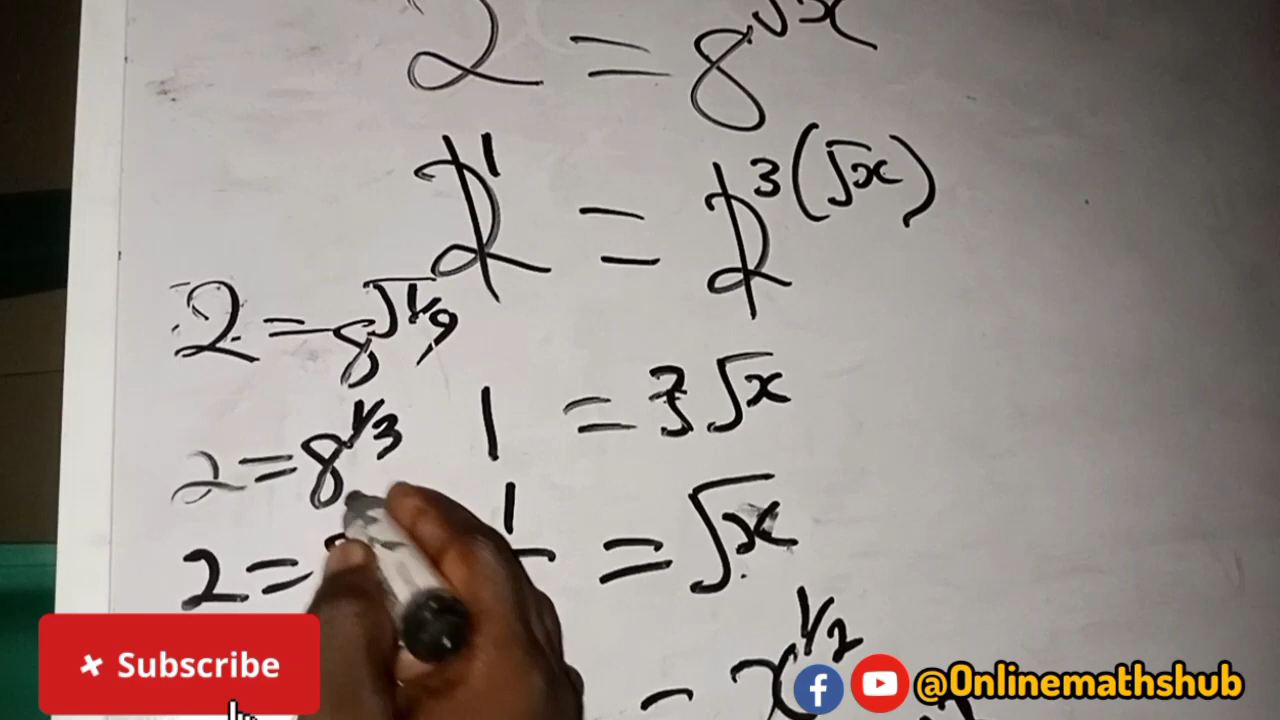 2 = 8^√x
2^1 = 2^3(√x)
2 = 8^√1/9
1 = 3√x
2 = 8^1/3
1 = √x
2 =
= x^1/2
Subscribe
@Onlinemathshub